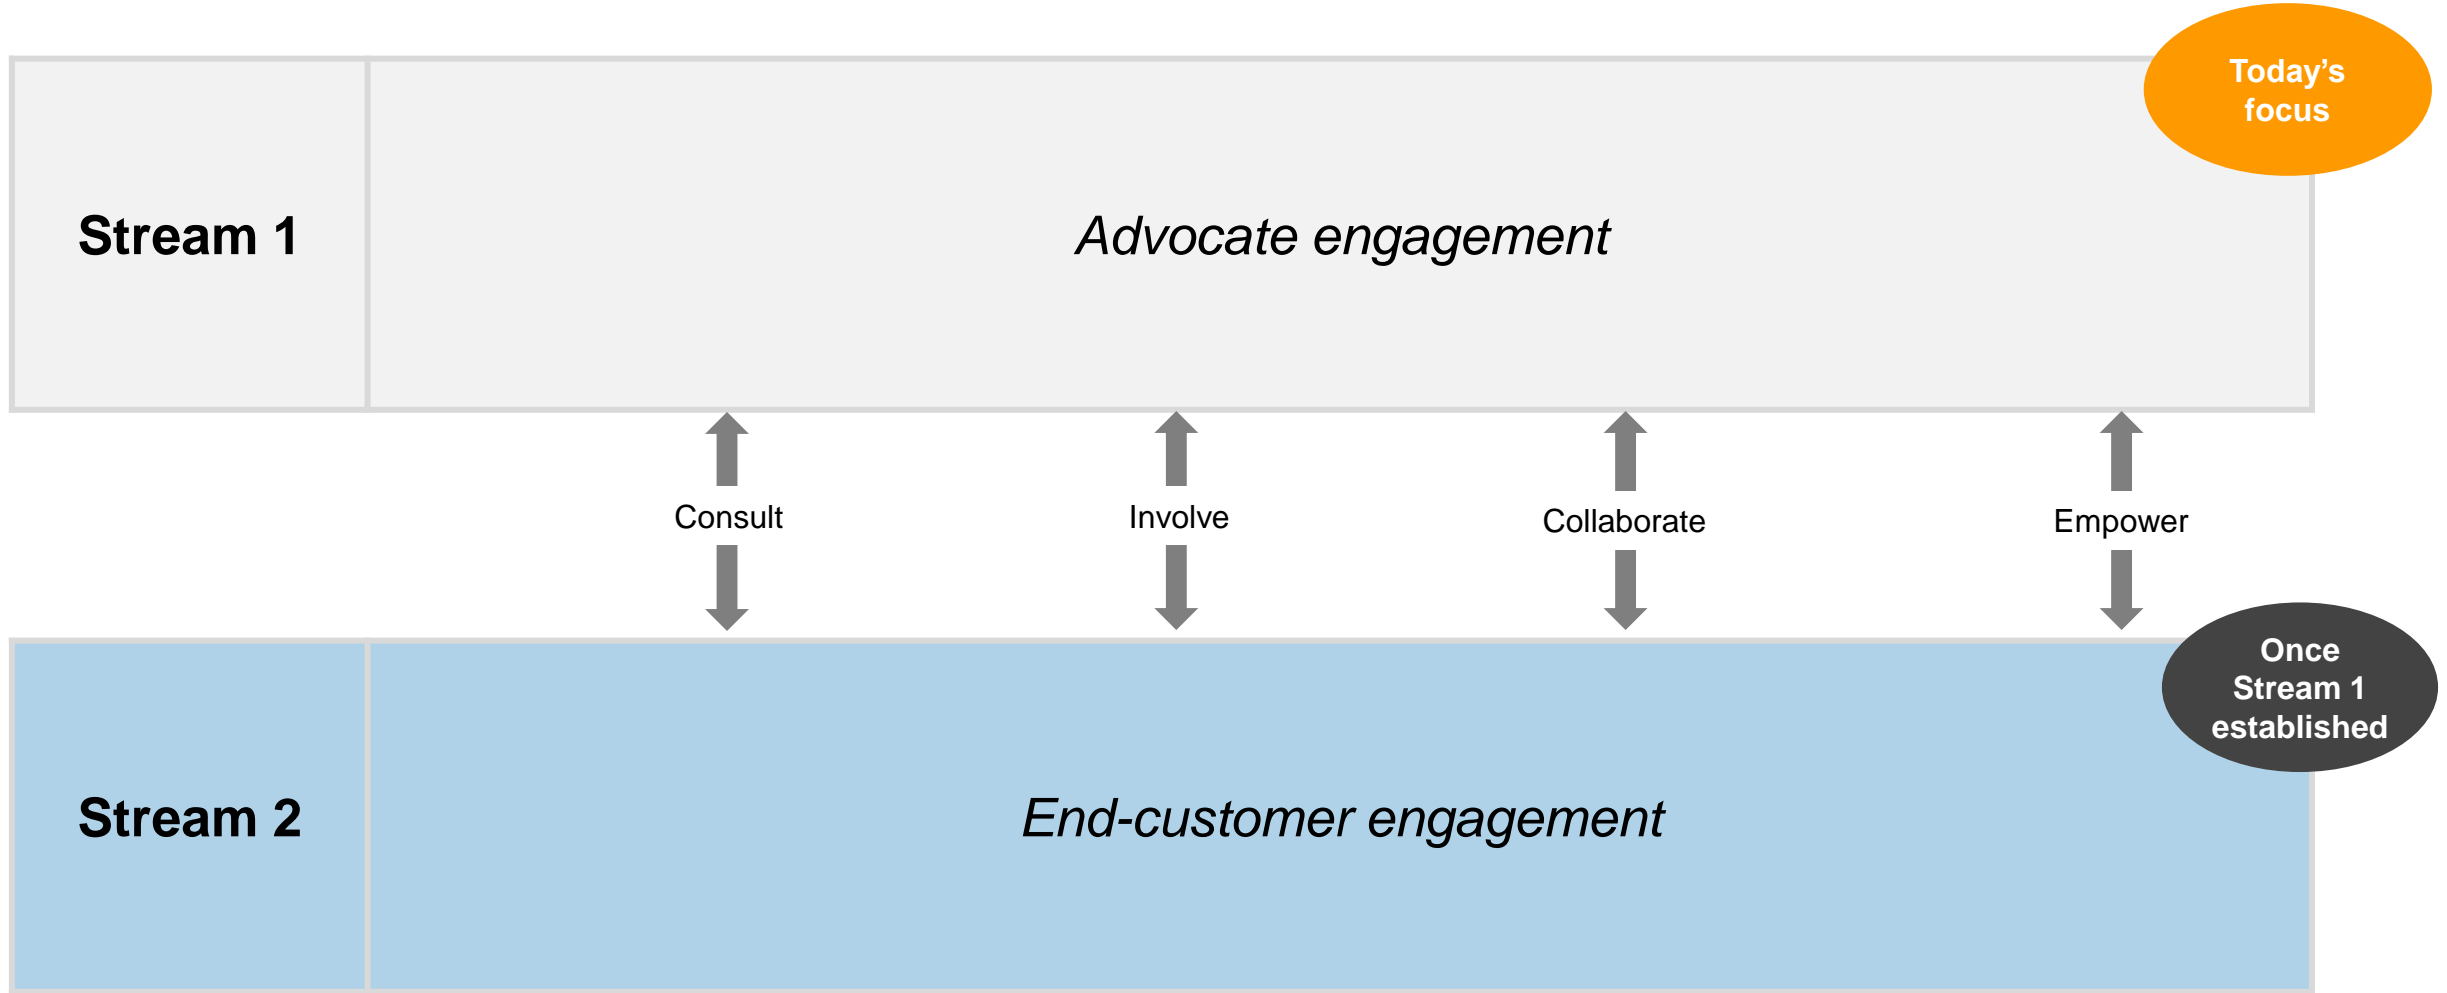 Today’s
focus
Stream 1
Advocate engagement
Consult
Involve
Collaborate
Empower
Once
Stream 1
established
Stream 2
End-customer engagement